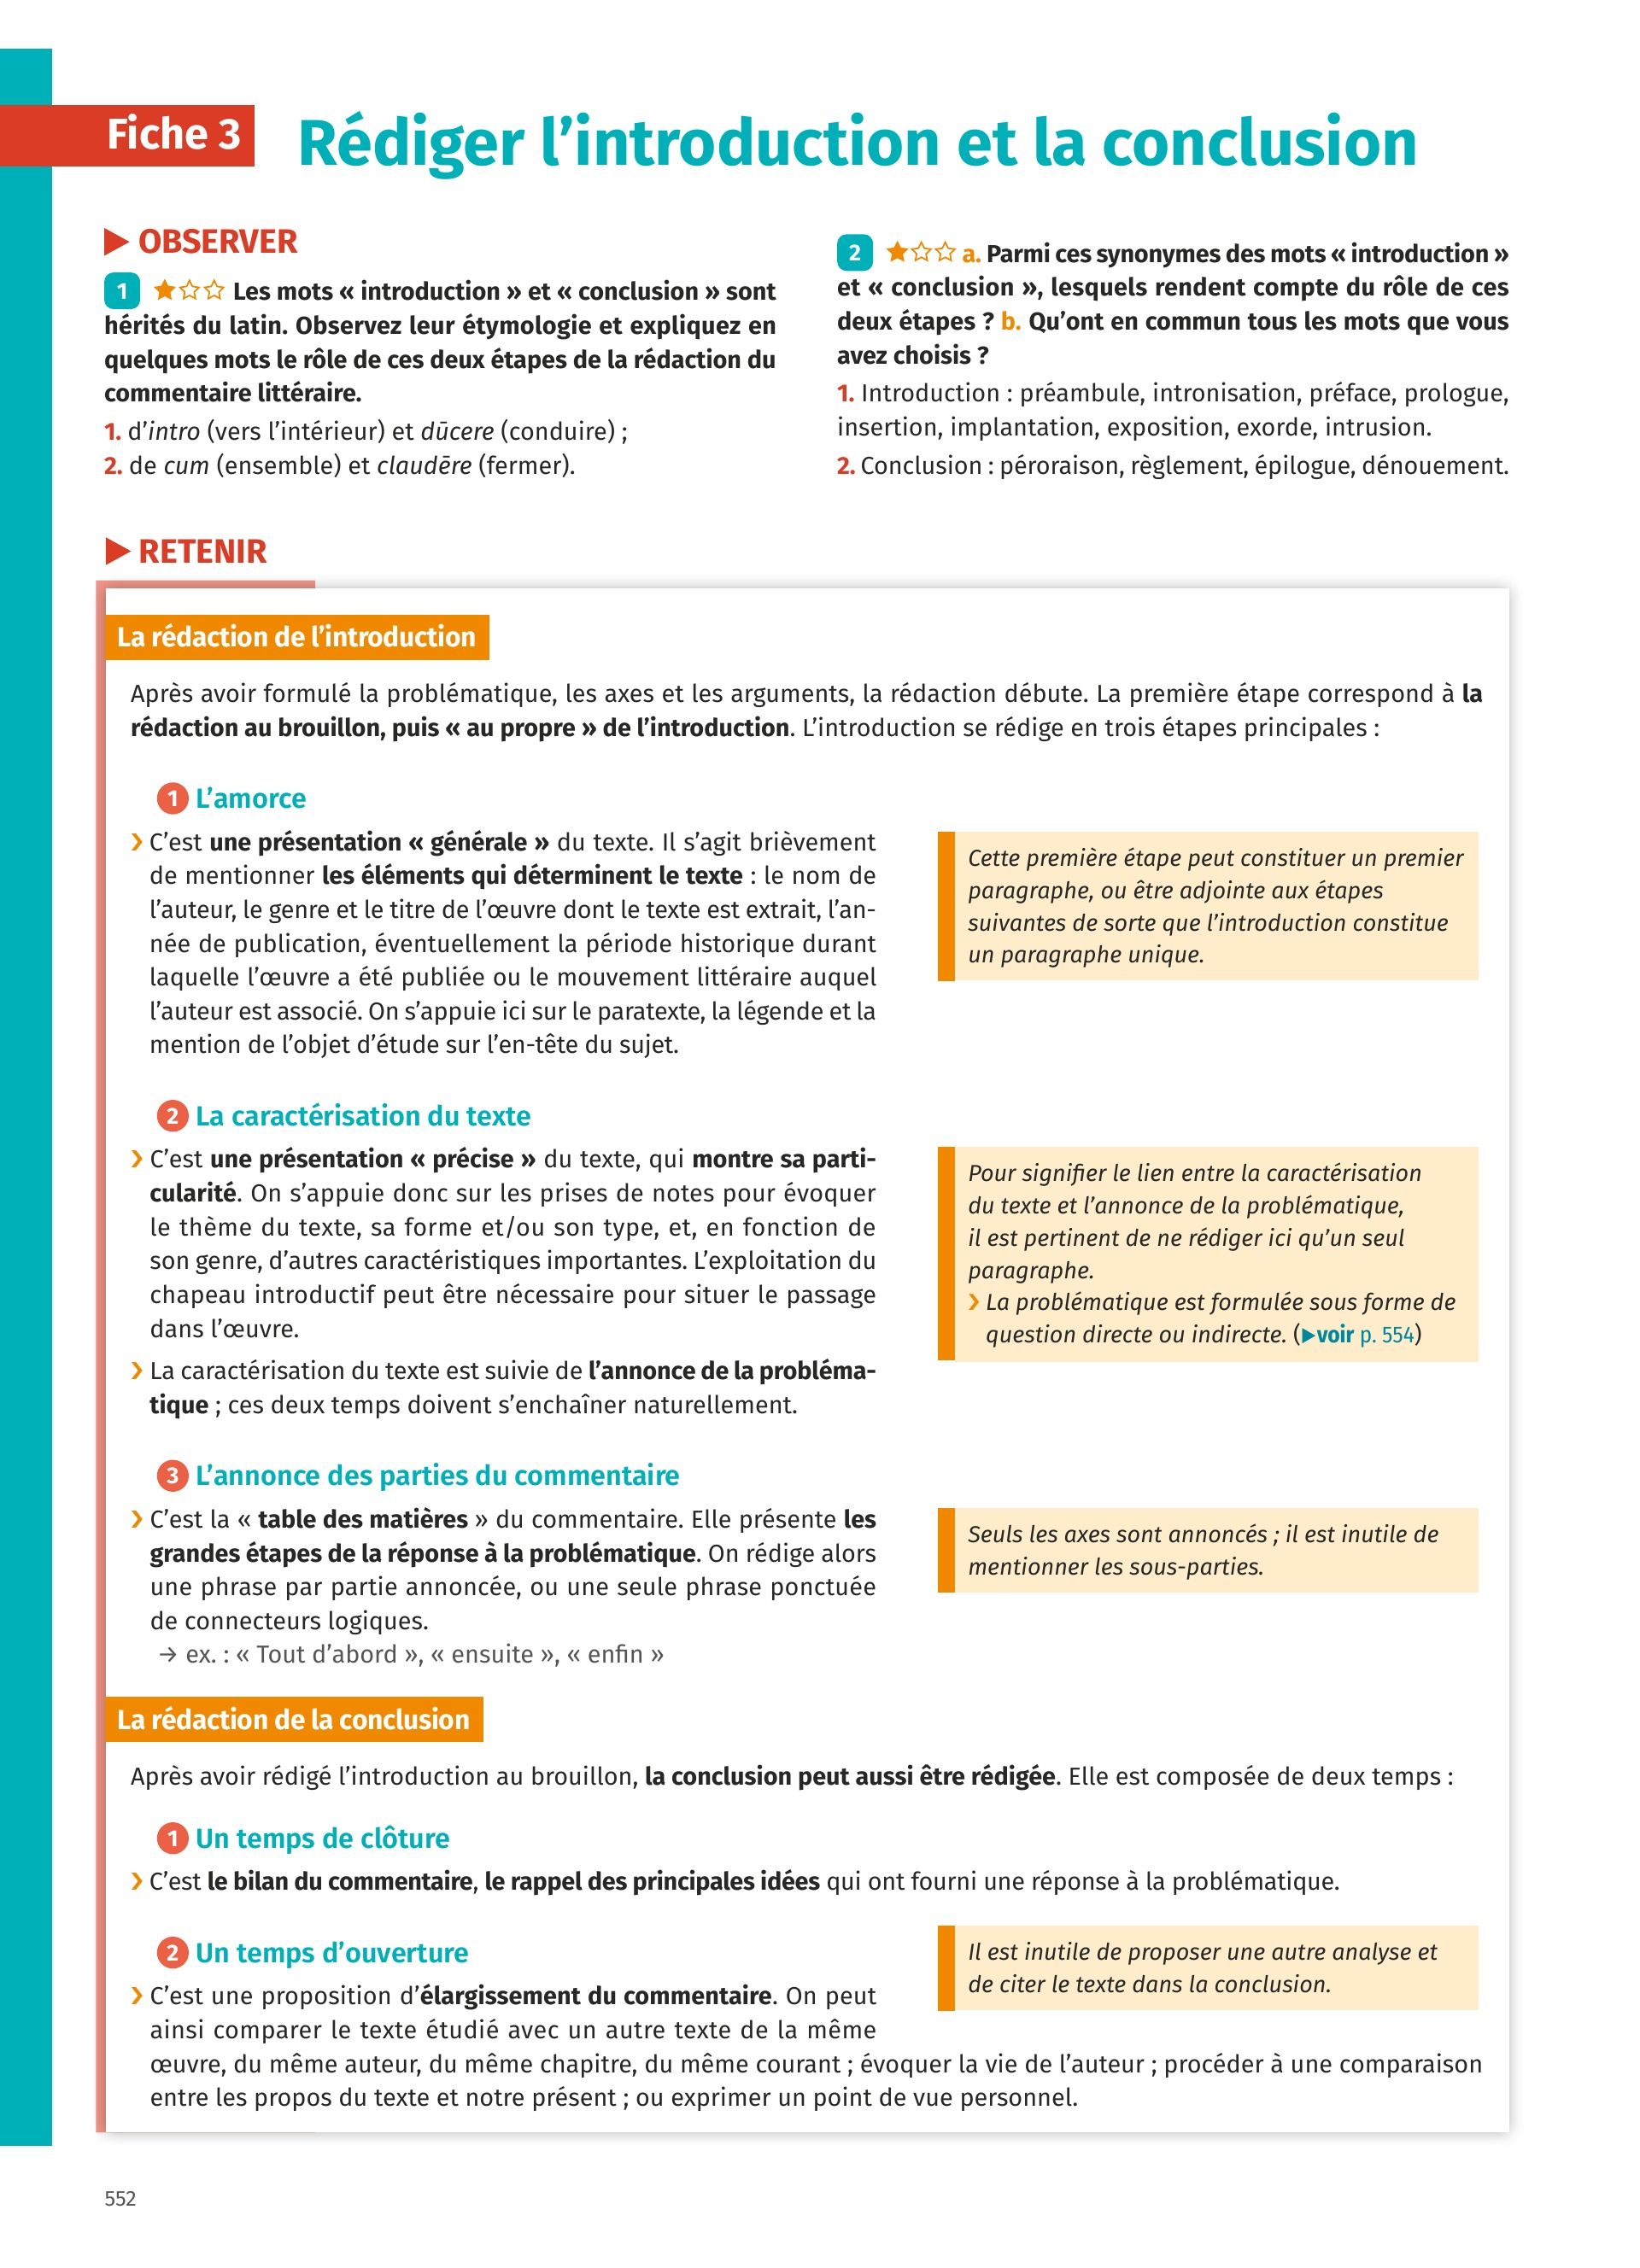 Fiche 3
Rédiger l’introduction et la conclusion
▶ OBSERVER
1 ★☆☆ Les mots « introduction » et « conclusion » sont
hérités du latin. Observez leur étymologie et expliquez en
quelques mots le rôle de ces deux étapes de la rédaction du
commentaire littéraire.
1. d’intro (vers l’intérieur) et dūcere (conduire) ;
2. de cum (ensemble) et claudēre (fermer).
2 ★☆☆ a. Parmi ces synonymes des mots « introduction »
et « conclusion », lesquels rendent compte du rôle de ces
deux étapes ? b. Qu’ont en commun tous les mots que vous
avez choisis ?
1. Introduction : préambule, intronisation, préface, prologue,
insertion, implantation, exposition, exorde, intrusion.
2. Conclusion : péroraison, règlement, épilogue, dénouement.
▶ RETENIR
La rédaction de l’introduction
Après avoir formulé la problématique, les axes et les arguments, la rédaction débute. La première étape correspond à la
rédaction au brouillon, puis « au propre » de l’introduction. L’introduction se rédige en trois étapes principales :
1 L’amorce
› C’est une présentation « générale » du texte. Il s’agit brièvement
de mentionner les éléments qui déterminent le texte : le nom de
l’auteur, le genre et le titre de l’œuvre dont le texte est extrait, l’an-
née de publication, éventuellement la période historique durant
laquelle l’œuvre a été publiée ou le mouvement littéraire auquel
l’auteur est associé. On s’appuie ici sur le paratexte, la légende et la
mention de l’objet d’étude sur l’en-tête du sujet.
Cette première étape peut constituer un premier
paragraphe, ou être adjointe aux étapes
suivantes de sorte que l’introduction constitue
un paragraphe unique.
2 La caractérisation du texte
› C’est une présentation « précise » du texte, qui montre sa parti-
cularité. On s’appuie donc sur les prises de notes pour évoquer
le thème du texte, sa forme et/ou son type, et, en fonction de
son genre, d’autres caractéristiques importantes. L’exploitation du
chapeau introductif peut être nécessaire pour situer le passage
dans l’œuvre.
› La caractérisation du texte est suivie de l’annonce de la probléma-
tique ; ces deux temps doivent s’enchaîner naturellement.
Pour signifier le lien entre la caractérisation
du texte et l’annonce de la problématique,
il est pertinent de ne rédiger ici qu’un seul
paragraphe.
› La problématique est formulée sous forme de
question directe ou indirecte. (▶voir p. 554)
3 L’annonce des parties du commentaire
› C’est la « table des matières » du commentaire. Elle présente les
grandes étapes de la réponse à la problématique. On rédige alors
une phrase par partie annoncée, ou une seule phrase ponctuée
de connecteurs logiques.
→ ex. : « Tout d’abord », « ensuite », « enfin »
Seuls les axes sont annoncés ; il est inutile de
mentionner les sous-parties.
La rédaction de la conclusion
Après avoir rédigé l’introduction au brouillon, la conclusion peut aussi être rédigée. Elle est composée de deux temps :
1 Un temps de clôture
› C’est le bilan du commentaire, le rappel des principales idées qui ont fourni une réponse à la problématique.
2 Un temps d’ouverture
› C’est une proposition d’élargissement du commentaire. On peut
ainsi comparer le texte étudié avec un autre texte de la même
œuvre, du même auteur, du même chapitre, du même courant ; évoquer la vie de l’auteur ; procéder à une comparaison
entre les propos du texte et notre présent ; ou exprimer un point de vue personnel.
Il est inutile de proposer une autre analyse et
de citer le texte dans la conclusion.
552